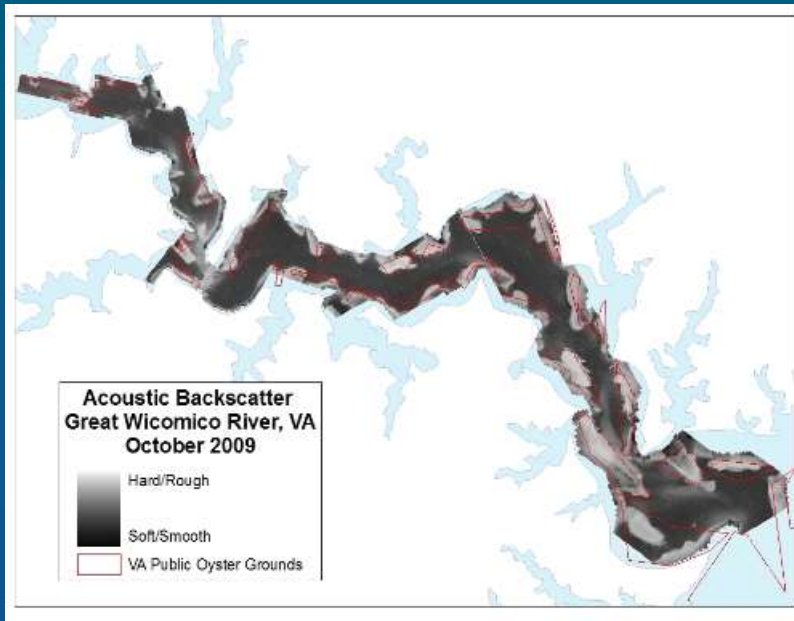 Acoustic Backscatter
Great Wicomico River, VA
October 2009
Hard/Rough
Soft/Smooth
VA Public Oyster Grounds